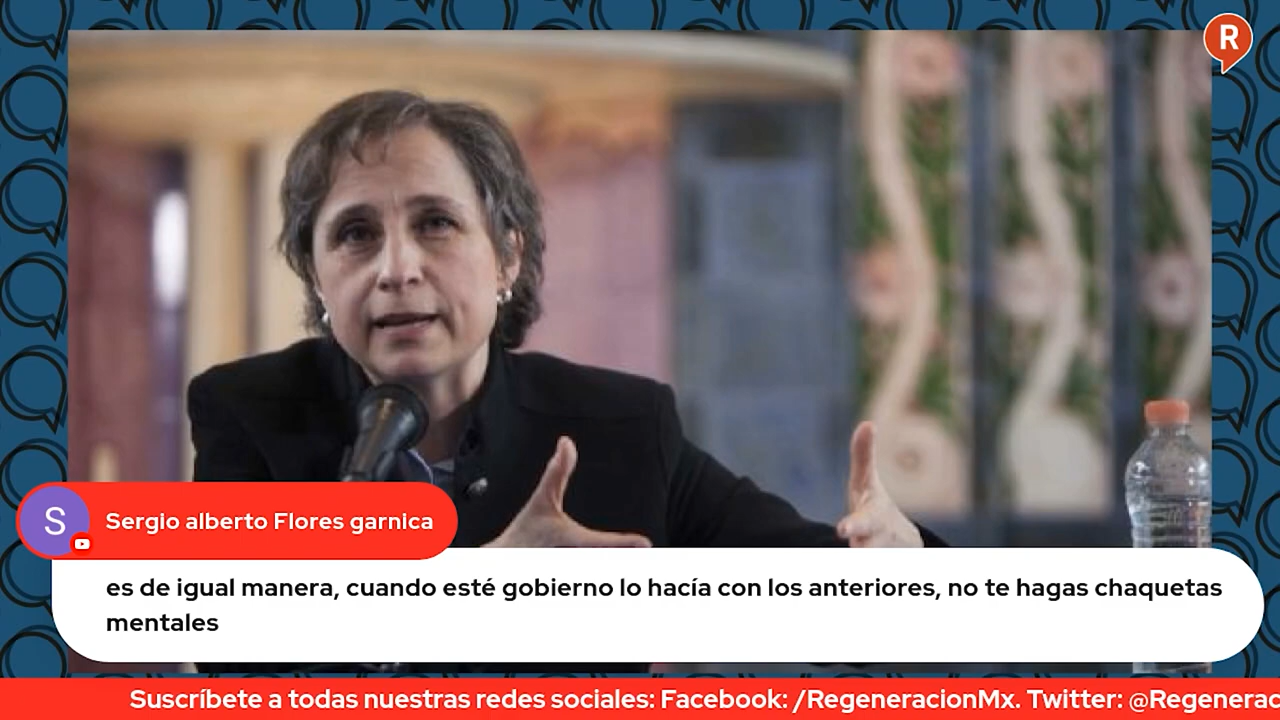 R
S
Sergio alberto Flores garnica
es de igual manera, cuando esté gobierno lo hacía con los anteriores, no te hagas chaquetas
mentales
Suscríbete a todas nuestras redes sociales: Facebook: /RegeneracionMx. Twitter: @Regenerac